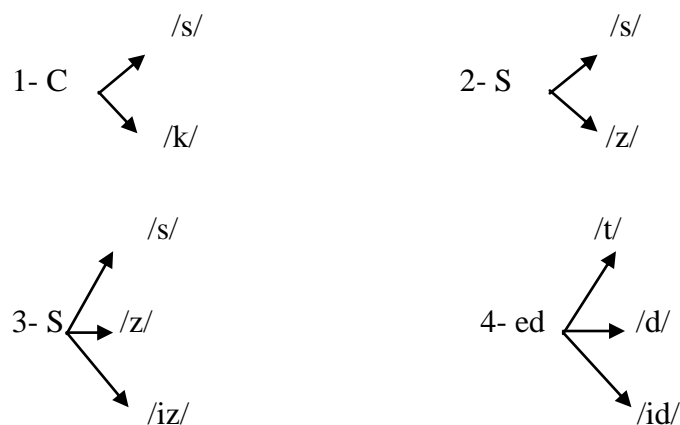 /s/ /s/
1- C 2- S
/k/ /z/
/s/ /t/
3- S /z/ 4- ed /d/
/iz/ /id/